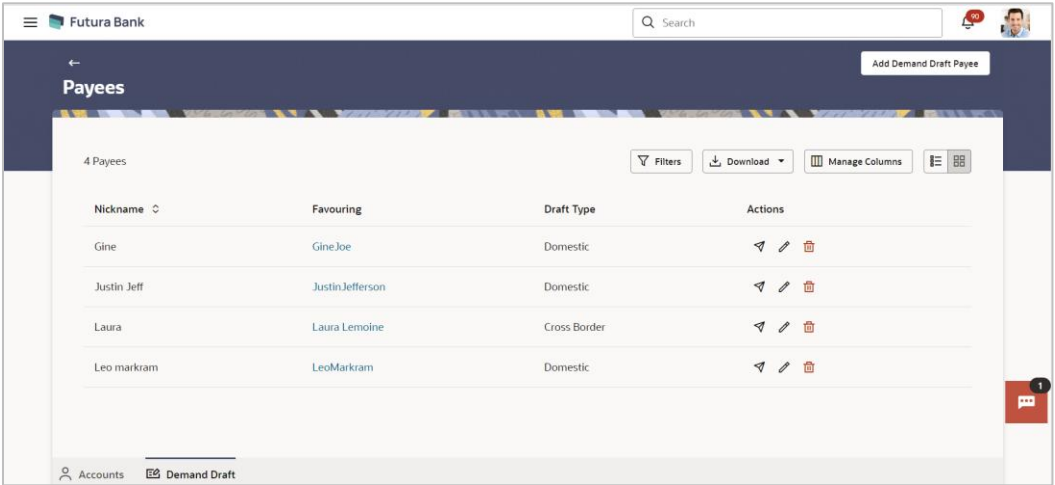 Futura Bank
Search
90
Add Demand Draft Payee
Payees
4 Payees
Filters
Download
Manage Columns
Nickname Favouring Draft Type Actions
Gine GineJoe Domestic
Justin Jeff JustinJefferson Domestic
Laura Laura Lemoine Cross Border
Leo markram LeoMarkram Domestic
1
Accounts Demand Draft